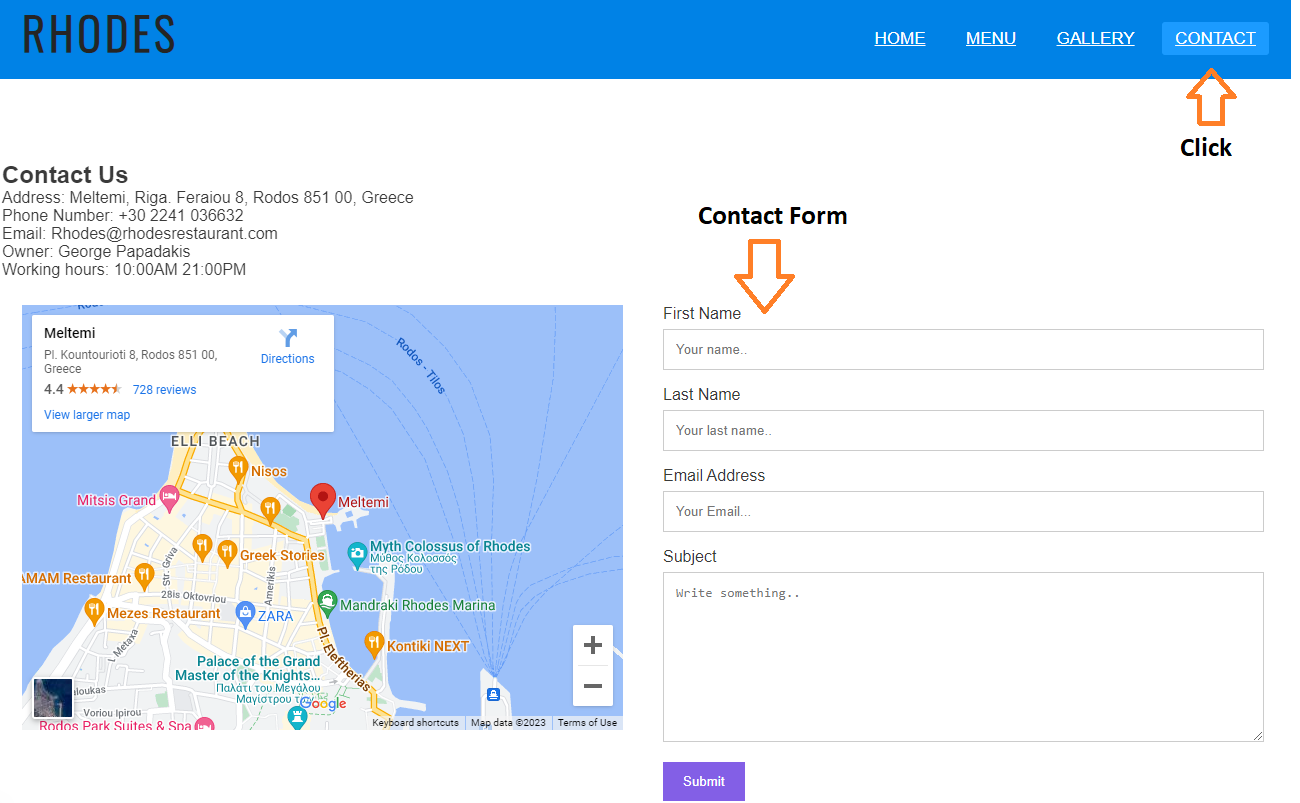 RHODES
HOME MENU GALLERY CONTACT
Click
Contact Us
Address: Meltemi, Riga. Feraiou 8, Rodos 851 00, Greece
Phone Number: +30 2241 036632
Email: Rhodes@rhodesrestaurant.com
Owner: George Papadakis
Working hours: 10:00AM 21:00PM
Contact Form
Meltemi
Pl. Kountourioti 8, Rodos 851 00,
Greece
Directions
4.4 728 reviews
View larger map
Rodos - Tilos
ELLI BEACH
Nisos
Mitsis Grand
Meltemi
Greek Stories
Myth Colossus of Rhodes
Μύθος Κολοσσός
της Ρόδου
Str. Griva
Amerikis
AMAM Restaurant
28is Oktovriou
Mandraki Rhodes Marina
Mezes Restaurant
ZARA
Pl. Eleftherias
I. Metaxa
Kontiki NEXT
Palace of the Grand
Master of the Knights...
Παλάτι του Μεγάλου
Μαγίστρου
Google
Voriou Ipirou
Rodos Park Suites & Spa
Keyboard shortcuts Map data ©2023 Terms of Use
First Name
Your name..
Last Name
Your last name..
Email Address
Your Email...
Subject
Write something..
Submit